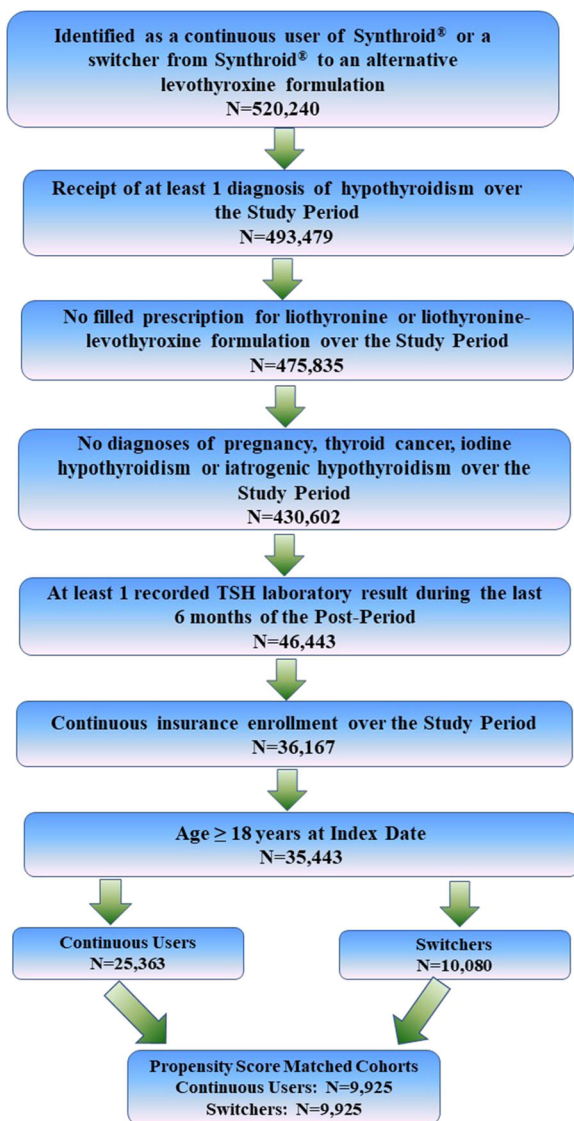 Identified as a continuous user of Synthroid® or a
switcher from Synthroid® to an alternative
levothyroxine formulation
N=520,240
Receipt of at least 1 diagnosis of hypothyroidism over
the Study Period
N=493,479
No filled prescription for liothyronine or liothyronine-
levothyroxine formulation over the Study Period
N=475,835
No diagnoses of pregnancy, thyroid cancer, iodine
hypothyroidism or iatrogenic hypothyroidism over the
Study Period
N=430,602
At least 1 recorded TSH laboratory result during the last
6 months of the Post-Period
N=46,443
Continuous insurance enrollment over the Study Period
N=36,167
Age ≥ 18 years at Index Date
N=35,443
Continuous Users
N=25,363
Switchers
N=10,080
Propensity Score Matched Cohorts
Continuous Users: N=9,925
Switchers: N=9,925